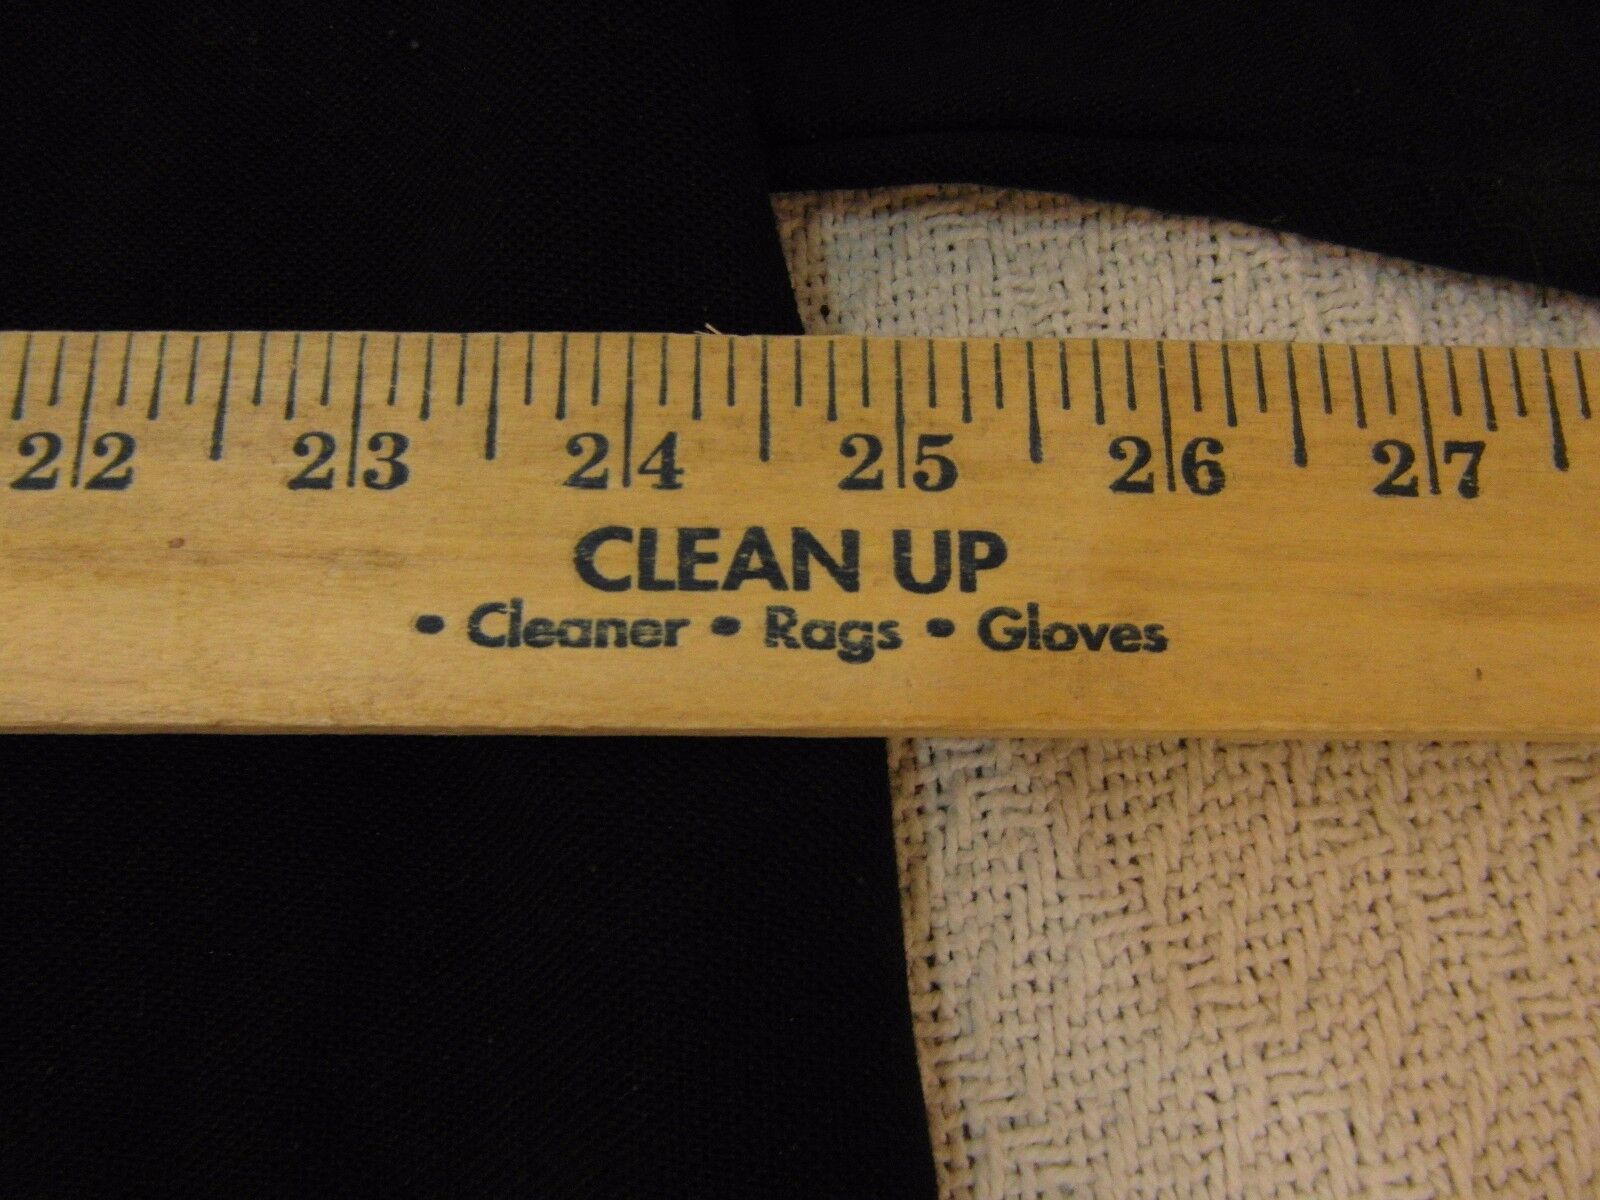 22 23 24 25 26 27
CLEAN UP
• Cleaner • Rags • Gloves